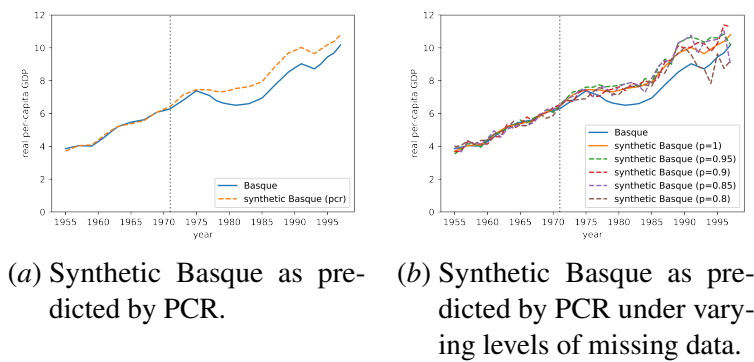 12
10
8
6
4
2
0
real per-capita GDP
1955 1960 1965 1970 1975 1980 1985 1990 1995
year
Basque
synthetic Basque (pcr)
(a) Synthetic Basque as pre-
dicted by PCR.
12
10
8
6
4
2
0
real per-capita GDP
1955 1960 1965 1970 1975 1980 1985 1990 1995
year
Basque
synthetic Basque (p=1)
synthetic Basque (p=0.95)
synthetic Basque (p=0.9)
synthetic Basque (p=0.85)
synthetic Basque (p=0.8)
(b) Synthetic Basque as pre-
dicted by PCR under vary-
ing levels of missing data.